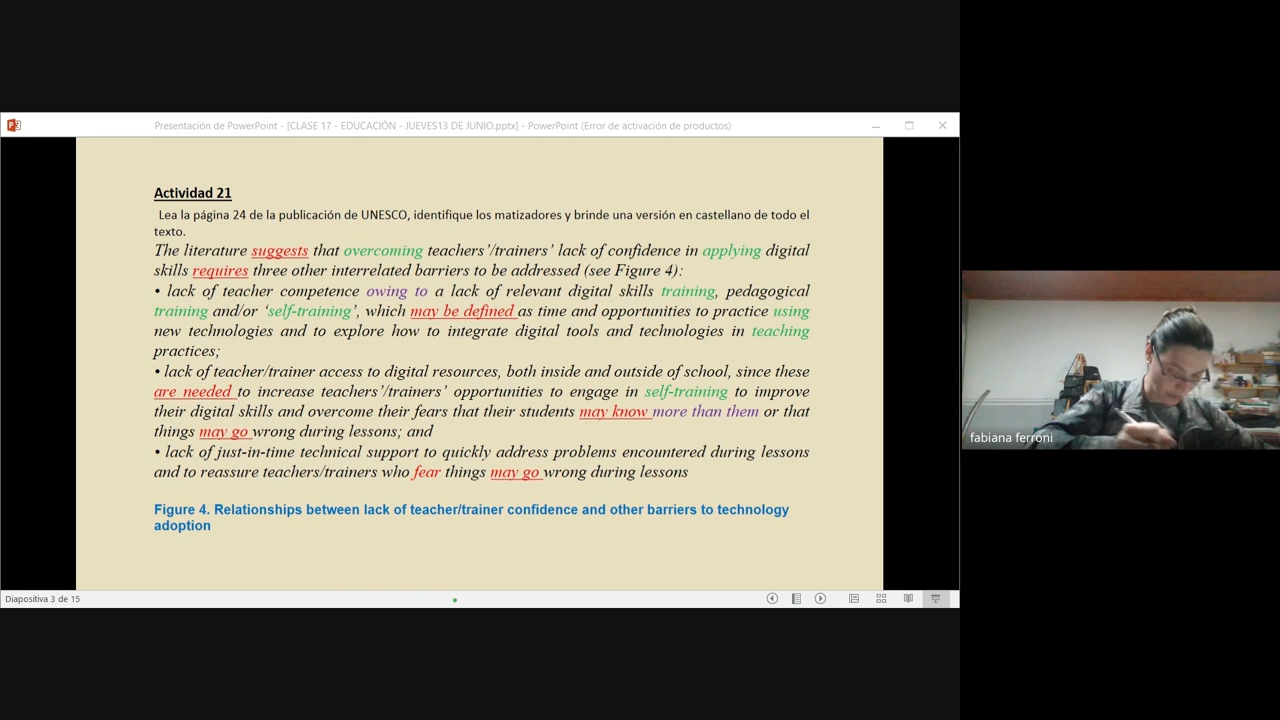 Presentación de PowerPoint - [CLASE 17 - EDUCACIÓN - JUEVES13 DE JUNIO.pptx] - PowerPoint (Error de activación de productos)
Actividad 21
Lea la página 24 de la publicación de UNESCO, identifique los matizadores y brinde una versión en castellano de todo el
texto.
The literature suggests that overcoming teachers’/trainers’ lack of confidence in applying digital
skills requires three other interrelated barriers to be addressed (see Figure 4):
• lack of teacher competence owing to a lack of relevant digital skills training, pedagogical
training and/or ‘self-training’, which may be defined as time and opportunities to practice using
new technologies and to explore how to integrate digital tools and technologies in teaching
practices;
• lack of teacher/trainer access to digital resources, both inside and outside of school, since these
are needed to increase teachers’/trainers’ opportunities to engage in self-training to improve
their digital skills and overcome their fears that their students may know more than them or that
things may go wrong during lessons; and
• lack of just-in-time technical support to quickly address problems encountered during lessons
and to reassure teachers/trainers who fear things may go wrong during lessons
Figure 4. Relationships between lack of teacher/trainer confidence and other barriers to technology
adoption
Diapositiva 3 de 15
fabiana ferroni